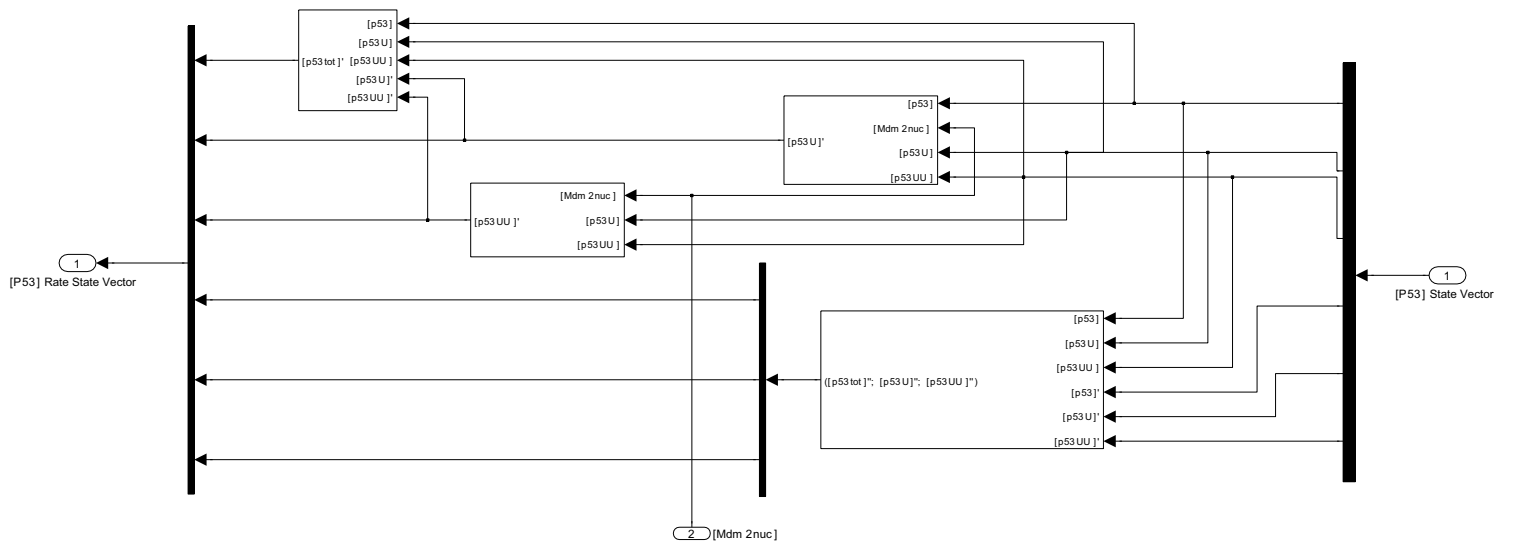 [p53]
[p53U]
[p53tot]' [p53UU]
[p53U]'
[p53UU]'
[p53]
[Mdm2nuc]
[p53U]'
[p53U]
[p53UU]
[Mdm2nuc]
[p53UU]'
[p53U]
[p53UU]
1
[P53] Rate State Vector
1
[P53] State Vector
[p53]
[p53U]
[p53UU]
([p53tot]''; [p53U]''; [p53UU]'')
[p53]'
[p53U]'
[p53UU]'
2 [Mdm2nuc]